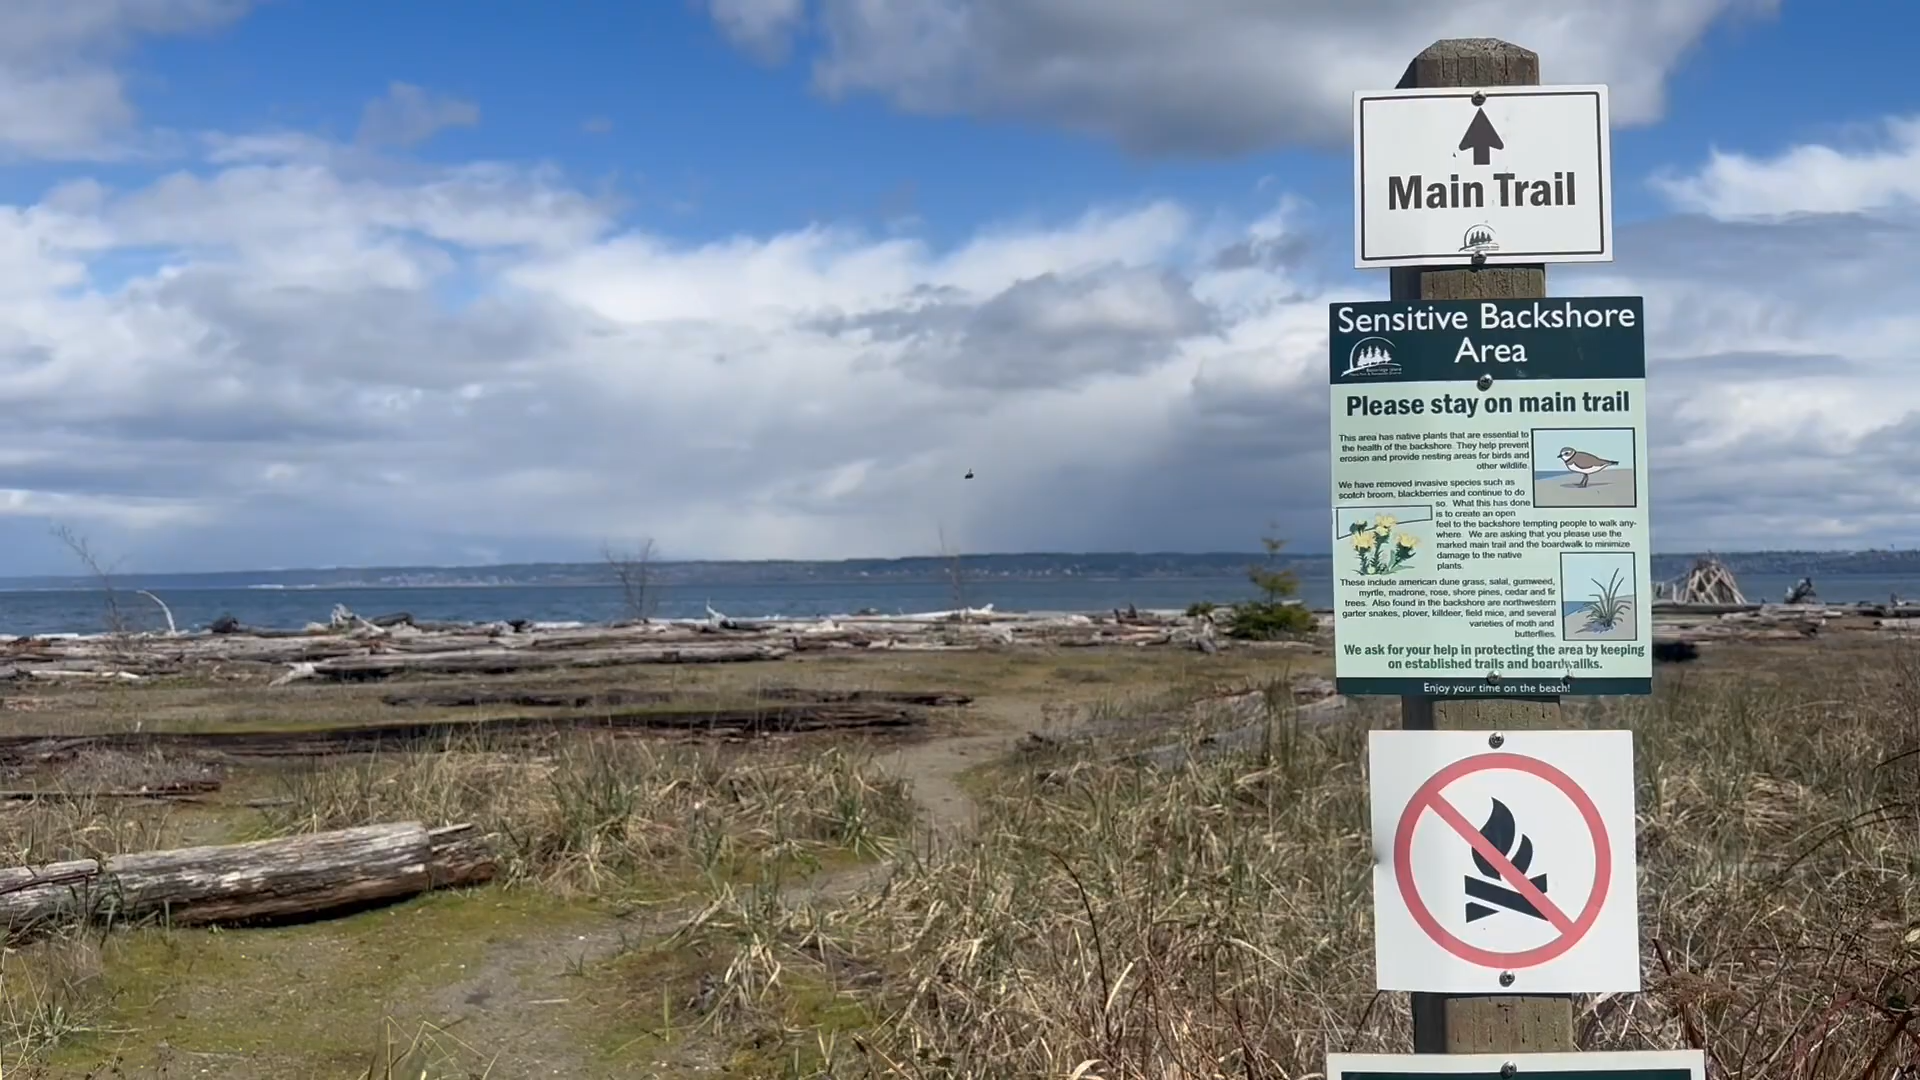 Main Trail
Sensitive Backshore
Area
Please stay on main trail
This area has native plants that are essential to
the health of the backshore. They help prevent
erosion and provide nesting areas for birds and
other wildlife.
We have removed invasive species such as
scotch broom, blackberries and continue to do
so. What this has done
is to create an open
feel to the backshore tempting people to walk any-
where. We are asking that you please use the
marked main trail and the boardwalk to minimize
damage to the native
plants.
These include american dune grass, salal, gumweed,
myrtle, madrone, rose, shore pines, cedar and fir
trees. Also found in the backshore are northwestern
garter snakes, plover, killdeer, field mice, and several
varieties of moth and
butterflies.
We ask for your help in protecting the area by keeping
on established trails and boardwallks.
Enjoy your time on the beach!